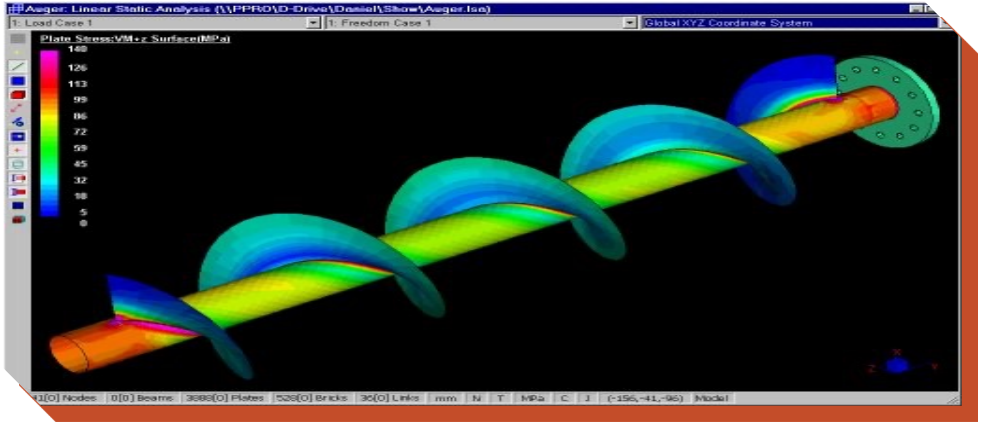 Auger: Linear Static Analysis (\\PPRO\D-Drive\Daniel\Show\Auger.lsa)
1: Load Case 1 1: Freedom Case 1 Global XYZ Coordinate System
Plate Stress:VM+z Surface(MPa)
140
126
113
99
86
72
59
45
32
18
5
0
X
Z Y
41[0] Nodes 0[0] Beams 3888[0] Plates 528[0] Bricks 36[0] Links mm N T MPa C J (-156,-41,-96) Model